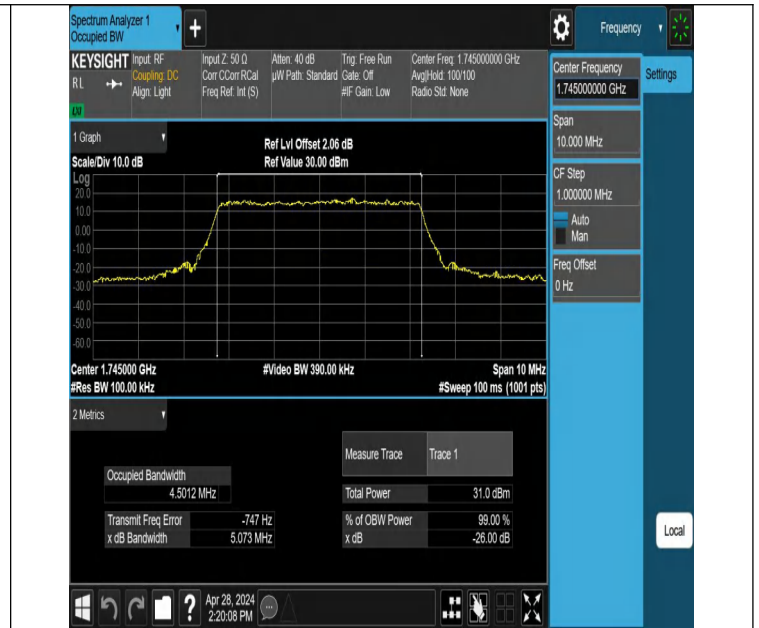 Spectrum Analyzer 1
Occupied BW
+
Frequency
KEYSIGHT
RL
Input: RF
Coupling: DC
Align: Light
Input Z: 50 Ω
Corr CCorr RCal
Freq Ref: Int (S)
Atten: 40 dB
µW Path: Standard
Trig: Free Run
Gate: Off
#IF Gain: Low
Center Freq: 1.745000000 GHz
Avg|Hold: 100/100
Radio Std: None
Center Frequency
1.745000000 GHz
Settings
Span
10.000 MHz
CF Step
1.000000 MHz
Auto
Man
Freq Offset
0 Hz
Local
1 Graph
Scale/Div 10.0 dB
Ref Lvl Offset 2.06 dB
Ref Value 30.00 dBm
Log
20.0
10.0
0.00
-10.0
-20.0
-30.0
-40.0
-50.0
-60.0
Center 1.745000 GHz
#Res BW 100.00 kHz
#Video BW 390.00 kHz
Span 10 MHz
#Sweep 100 ms (1001 pts)
2 Metrics
Measure Trace Trace 1
Occupied Bandwidth
4.5012 MHz
Total Power 31.0 dBm
Transmit Freq Error -747 Hz
x dB Bandwidth 5.073 MHz
% of OBW Power 99.00 %
x dB -26.00 dB
?
Apr 28, 2024
2:20:08 PM